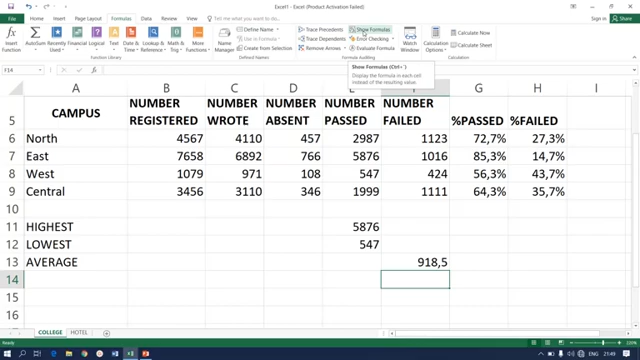 Excel1 - Excel (Product Activation Failed)
File Home Insert Page Layout Formulas Data Review View Tell me what you want to do Sign in Share
Define Name Trace Precedents Show Formulas Calculate Now
Use in Formula Trace Dependents Error Checking Calculate Sheet
Create from Selection Remove Arrows Evaluate Formula
Insert Function AutoSum Recently Used Financial Logical Text Date & Time Lookup & Reference Math & Trig More Functions Name Manager Watch Window Calculation Options
Defined Names Formula Auditing Calculation
F14
Show Formulas (Ctrl+`)
Display the formula in each cell instead of the resulting value.
A B C D E F G H I
5 CAMPUS NUMBER REGISTERED NUMBER WROTE NUMBER ABSENT NUMBER PASSED NUMBER FAILED %PASSED %FAILED
6 North 4567 4110 457 2987 1123 72,7% 27,3%
7 East 7658 6892 766 5876 1016 85,3% 14,7%
8 West 1079 971 108 547 424 56,3% 43,7%
9 Central 3456 3110 346 1999 1111 64,3% 35,7%
10
11 HIGHEST 5876
12 LOWEST 547
13 AVERAGE 918,5
14
15
16
COLLEGE HOTEL
220%
21:49